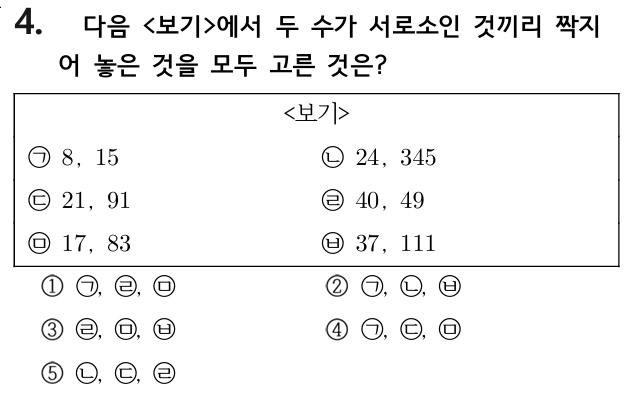 4. 다음 <보기>에서 두 수가 서로소인 것끼리 짝지
어 놓은 것을 모두 고른 것은?
<보기>
㉠ 8, 15 ㉡ 24, 345
㉢ 21, 91 ㉣ 40, 49
㉤ 17, 83 ㉥ 37, 111
① ㉠, ㉣, ㉤ ② ㉠, ㉡, ㉥
③ ㉣, ㉤, ㉥ ④ ㉠, ㉢, ㉤
⑤ ㉡, ㉢, ㉣